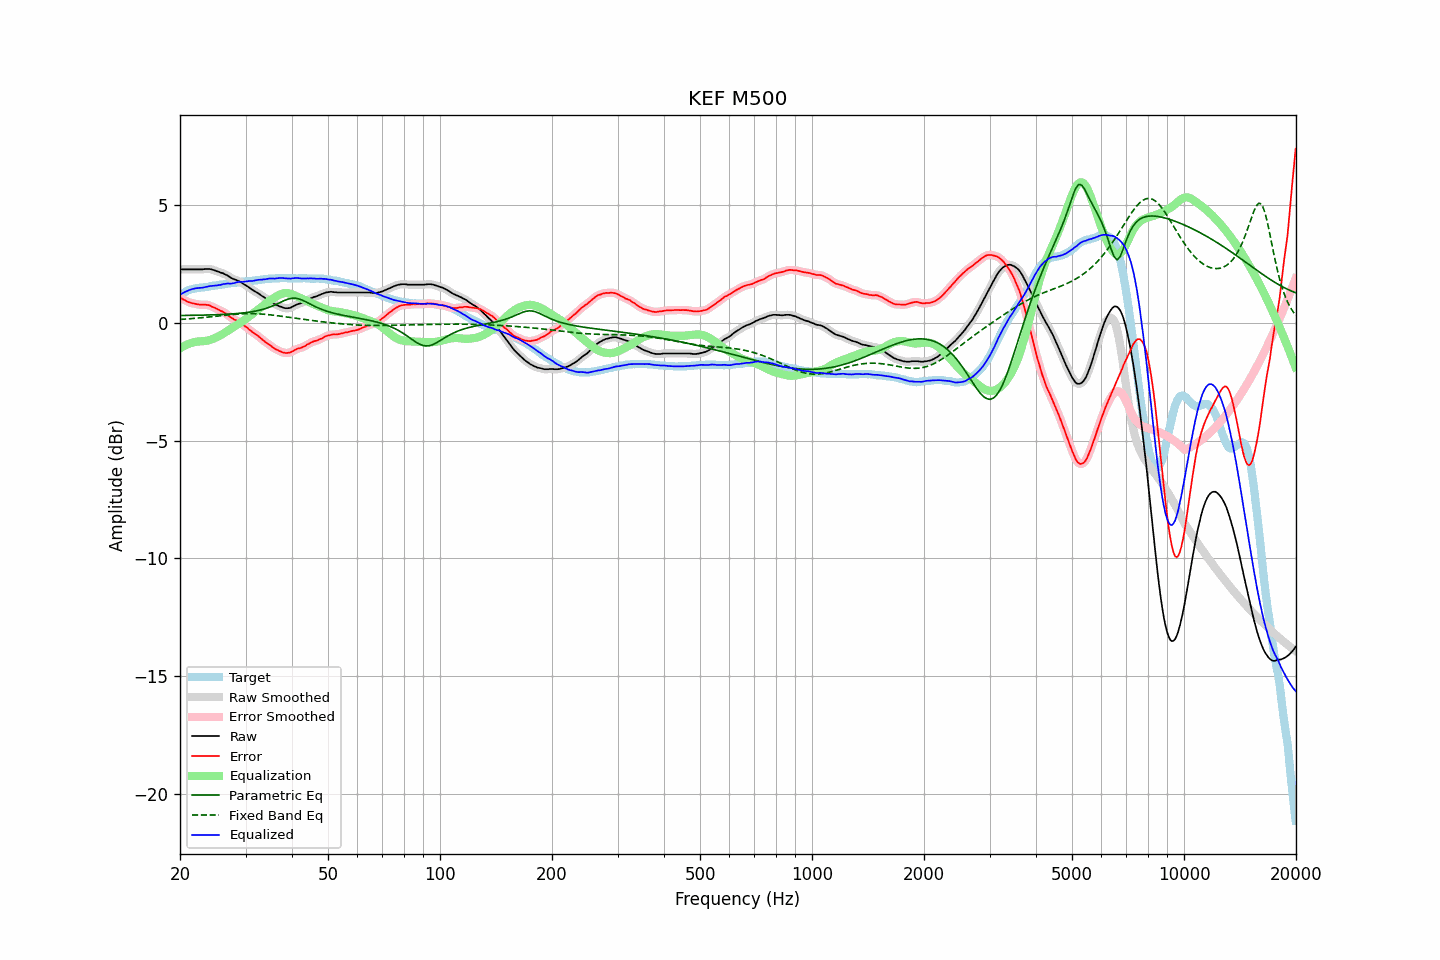 KEF M500
Amplitude (dBr)
5
0
−5
−10
−15
−20
Target
Raw Smoothed
Error Smoothed
Raw
Error
Equalization
Parametric Eq
Fixed Band Eq
Equalized
20 50 100 200 500 1000 2000 5000 10000 20000
Frequency (Hz)